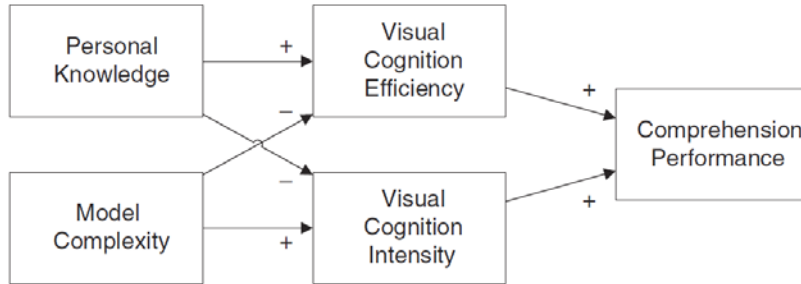 Personal
Knowledge
+
Visual
Cognition
Efficiency
+
Comprehension
Performance
–
–
Model
Complexity
+
Visual
Cognition
Intensity
+